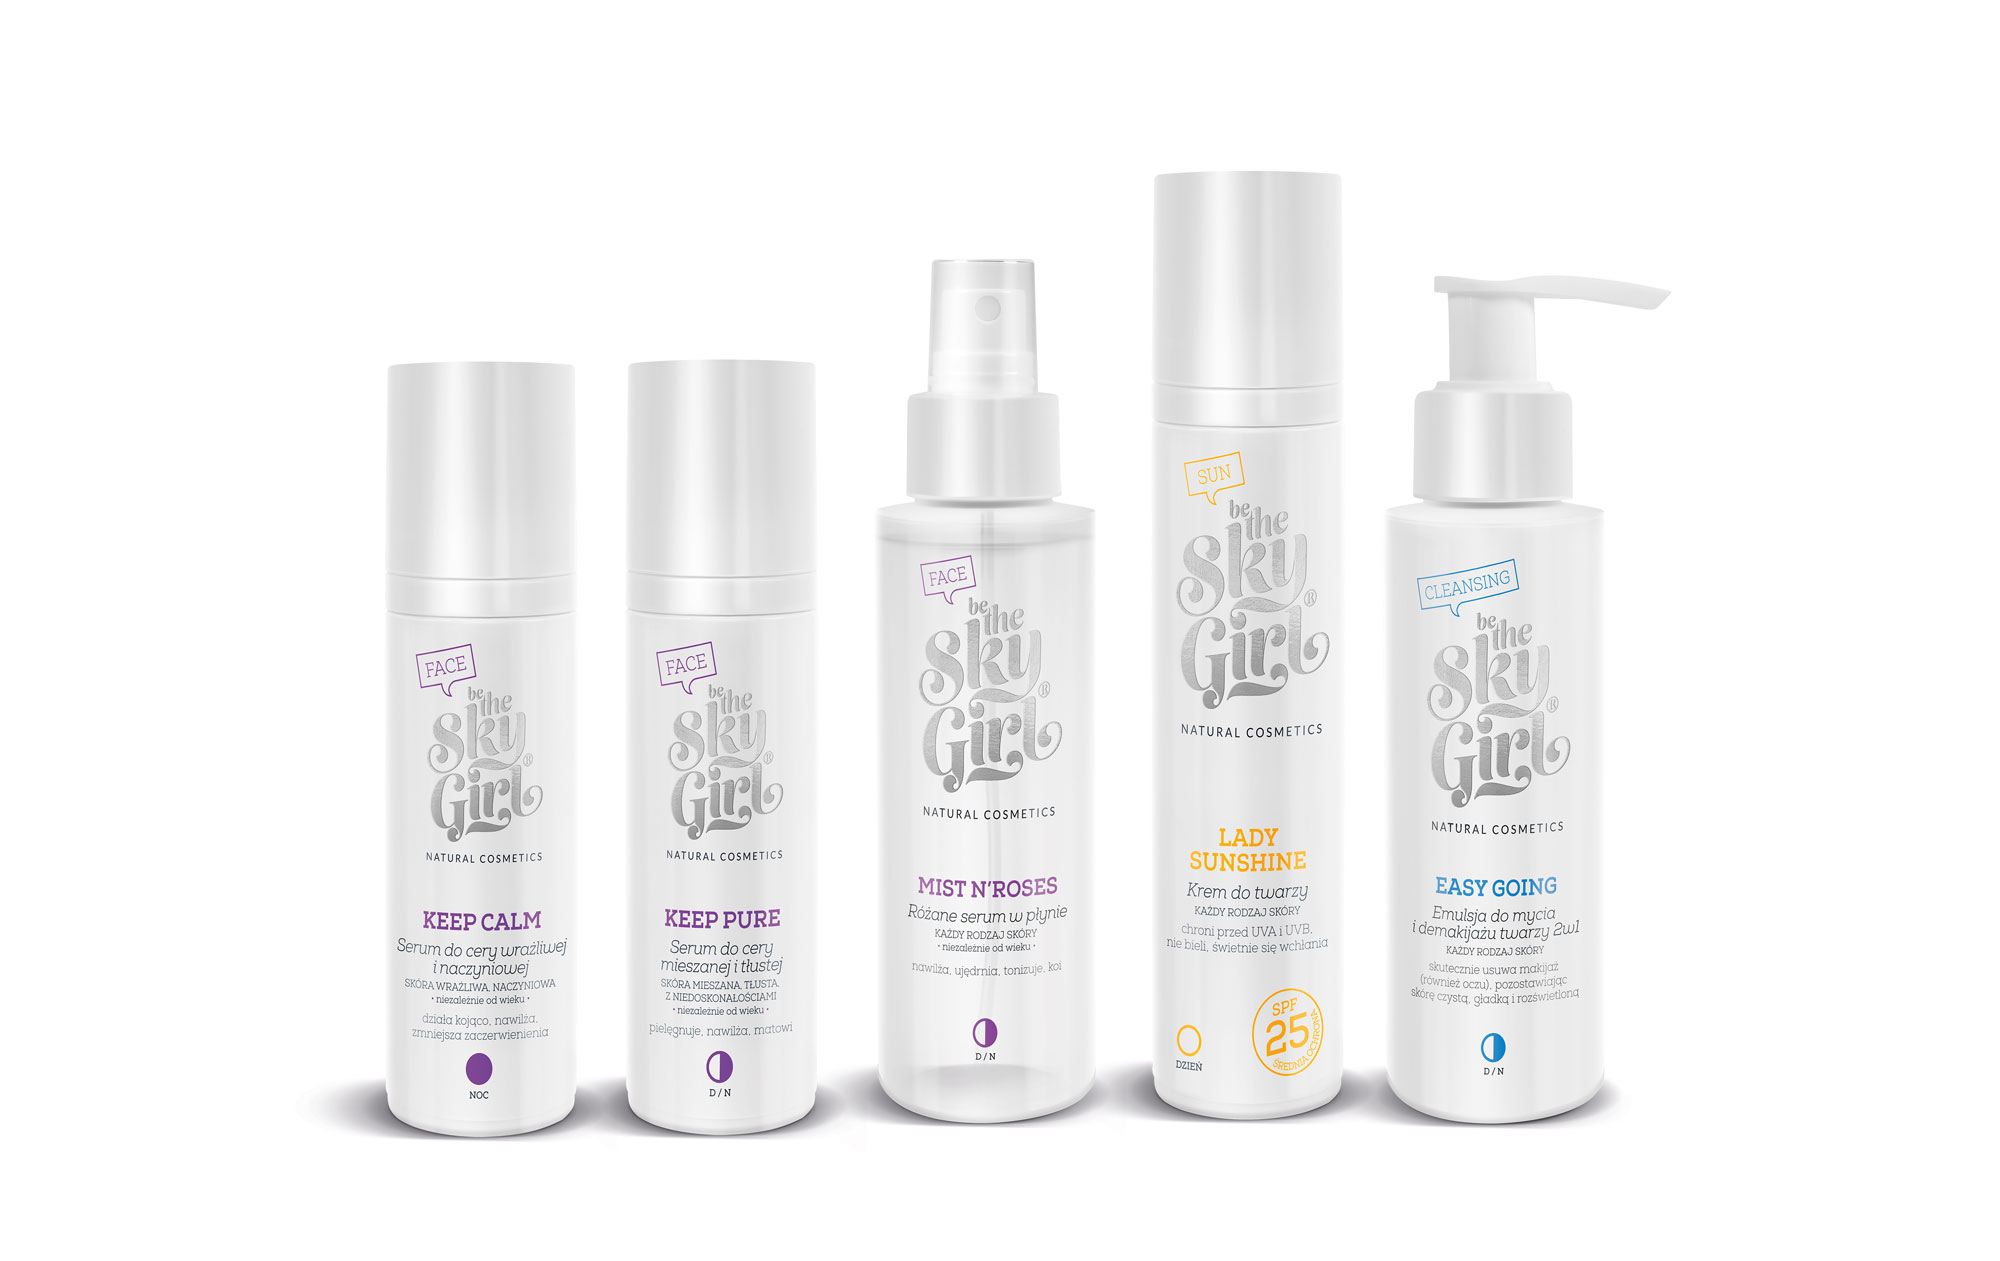 FACE
be
the
Sky
Girl®
NATURAL COSMETICS
KEEP CALM
Serum do cery wrażliwej
i naczyniowej
SKÓRA WRAŻLIWA, NACZYNIOWA
• niezależnie od wieku •
działa kojąco, nawilża,
zmniejsza zaczerwienienia
NOC
FACE
be
the
Sky
Girl®
NATURAL COSMETICS
KEEP PURE
Serum do cery
mieszanej i tłustej
SKÓRA MIESZANA, TŁUSTA,
Z NIEDOSKONAŁOŚCIAMI
• niezależnie od wieku •
pielęgnuje, nawilża, matowi
D/N
FACE
be
the
Sky
Girl®
NATURAL COSMETICS
MIST N'ROSES
Różane serum w płynie
KAŻDY RODZAJ SKÓRY
• niezależnie od wieku •
nawilża, ujędrnia, tonizuje, koi
D/N
SUN
be
the
Sky
Girl®
NATURAL COSMETICS
LADY
SUNSHINE
Krem do twarzy
KAŻDY RODZAJ SKÓRY
chroni przed UVA i UVB,
nie bieli, świetnie się wchłania
DZIEŃ
SPF
25
ŚREDNIA OCHRONA
CLEANSING
be
the
Sky
Girl®
NATURAL COSMETICS
EASY GOING
Emulsja do mycia
i demakijażu twarzy 2w1
KAŻDY RODZAJ SKÓRY
skutecznie usuwa makijaż
(również oczu), pozostawiając
skórę czystą, gładką i rozświetloną
D/N